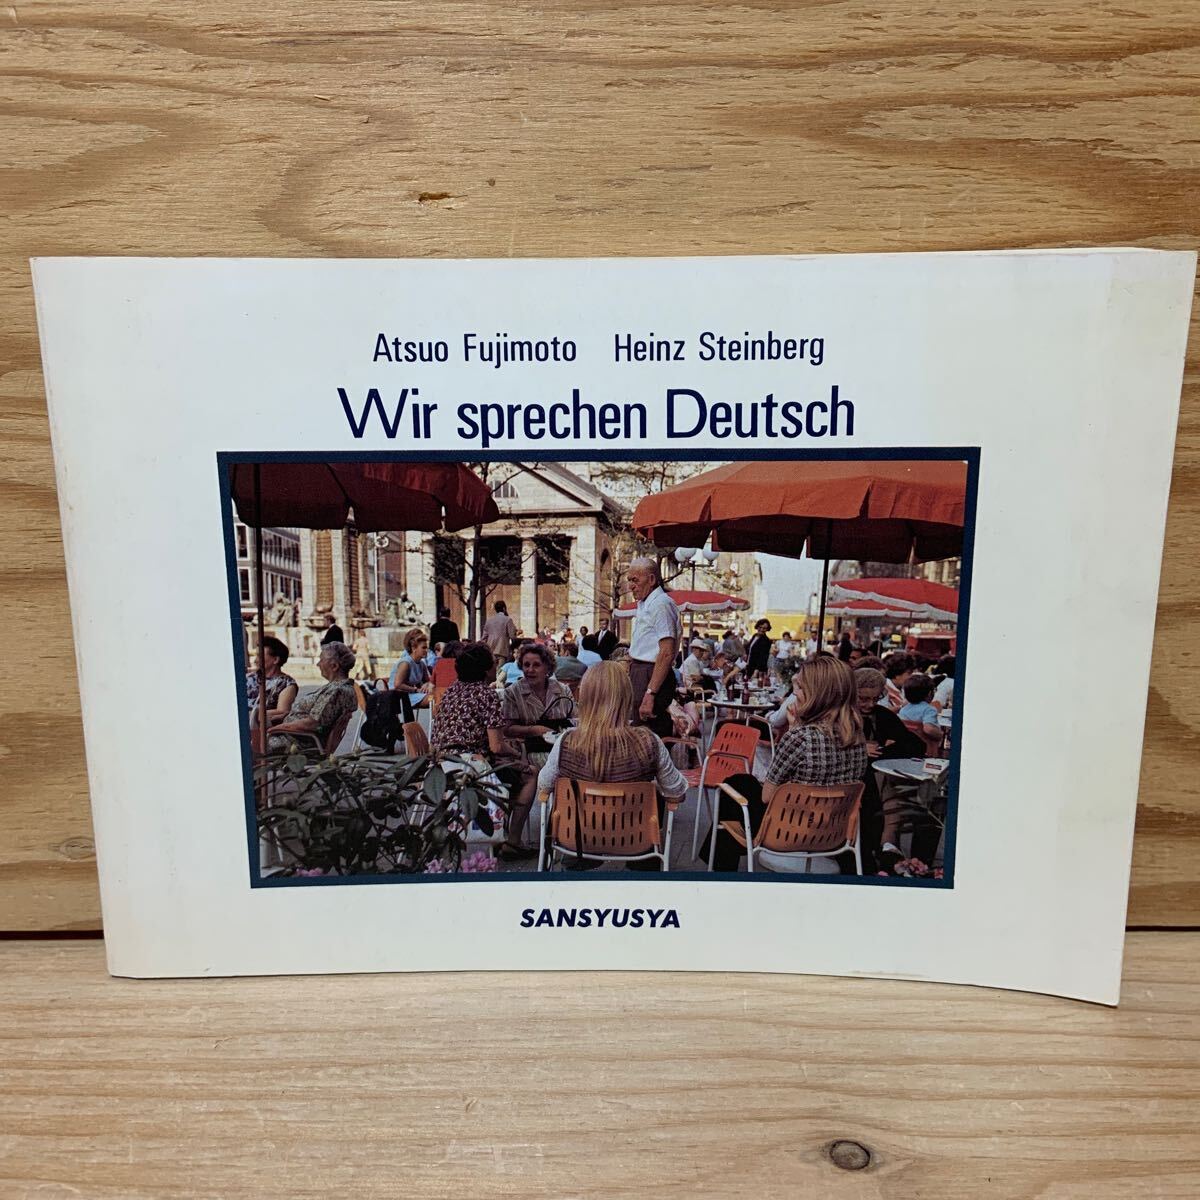 Atsuo Fujimoto Heinz Steinberg
Wir sprechen Deutsch
SANSYUSYA